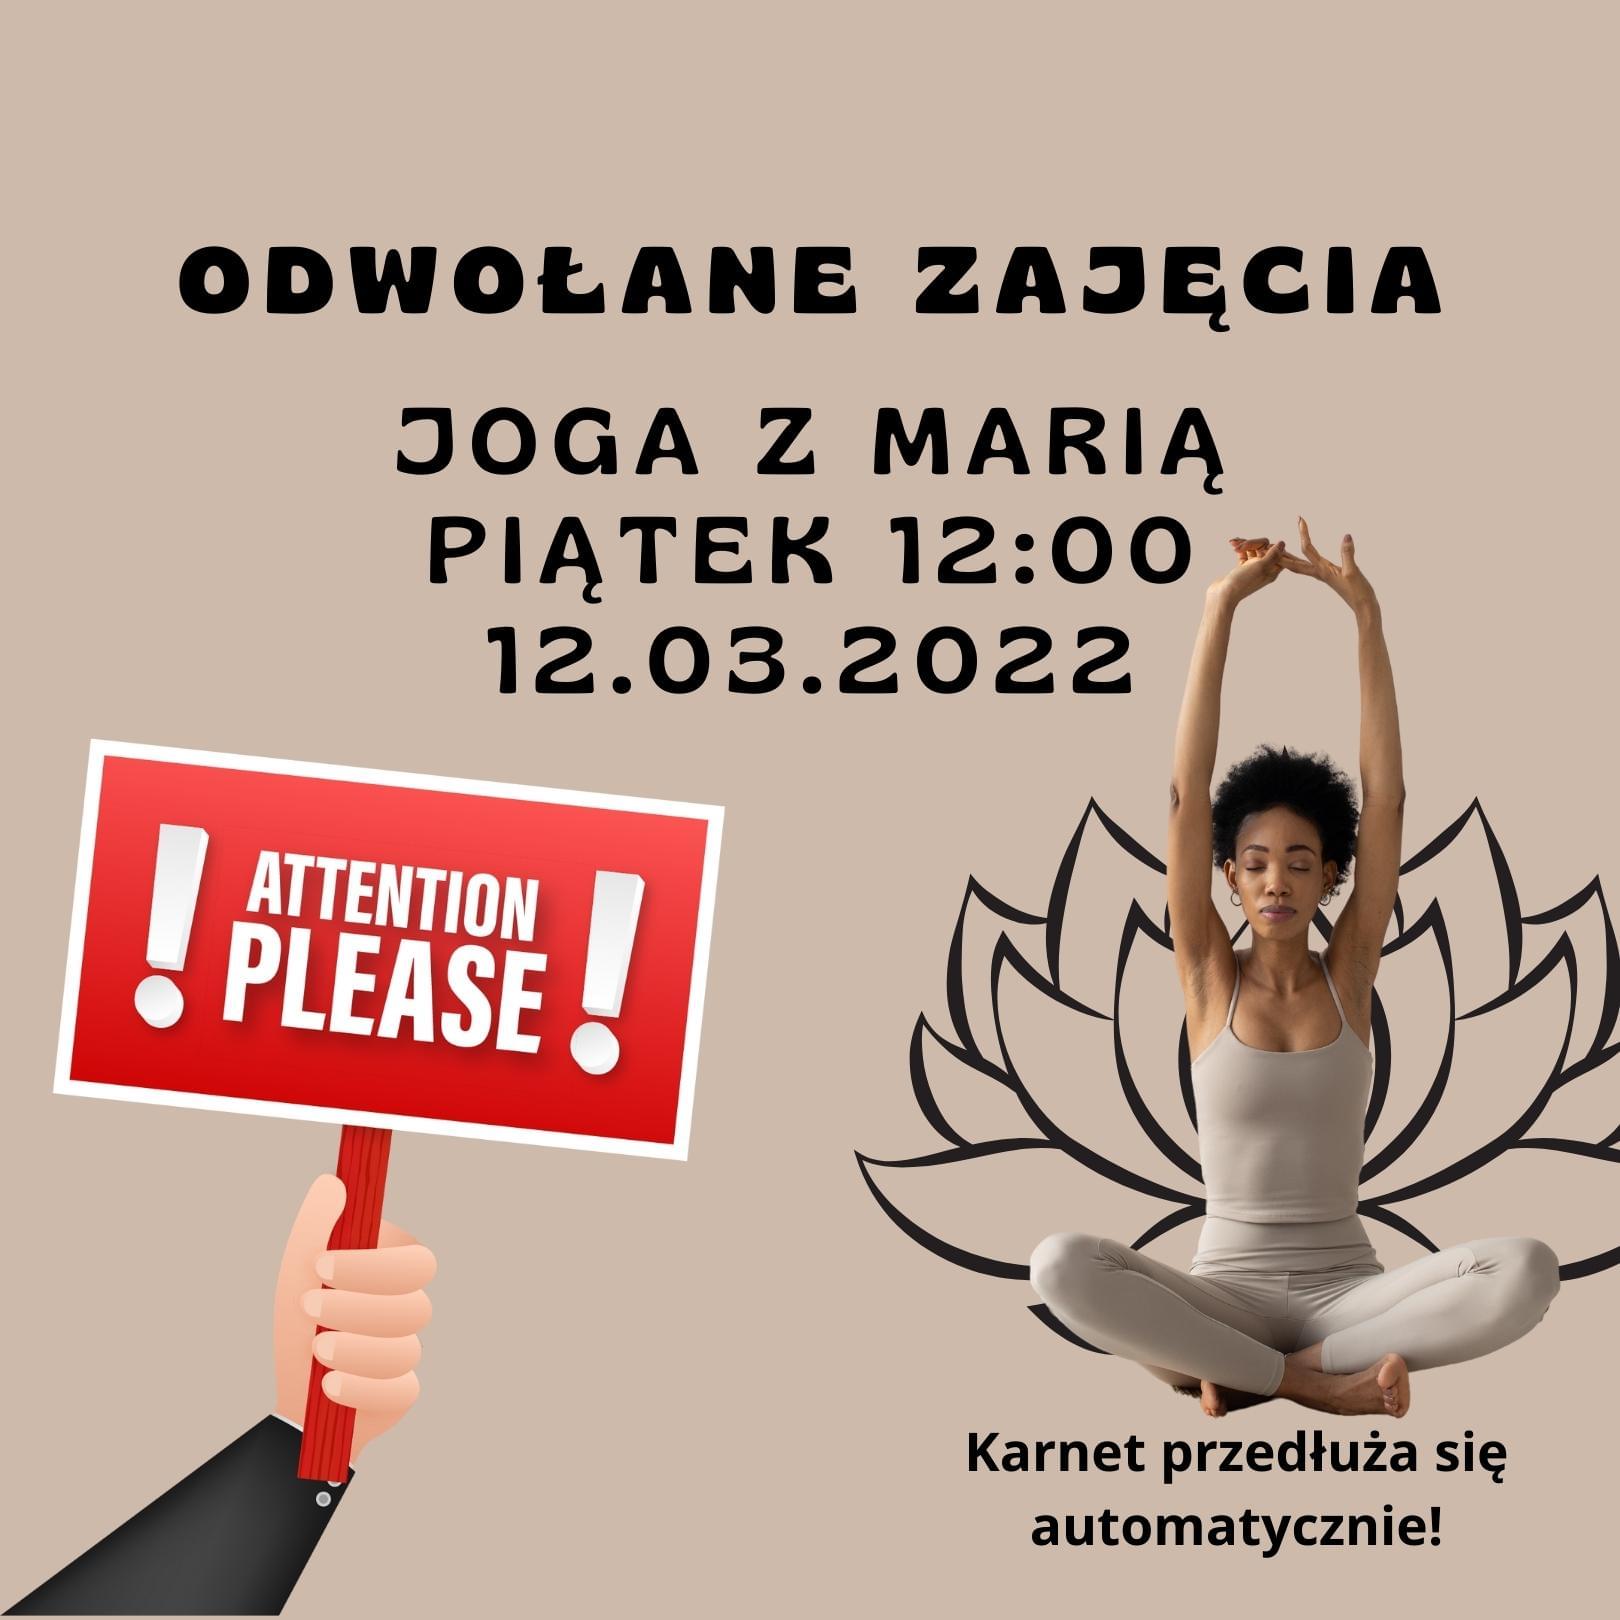 ODWOŁANE ZAJĘCIA
JOGA Z MARIĄ
PIĄTEK 12:00
12.03.2022
! ATTENTION !
PLEASE
Karnet przedłuża się
automatycznie!